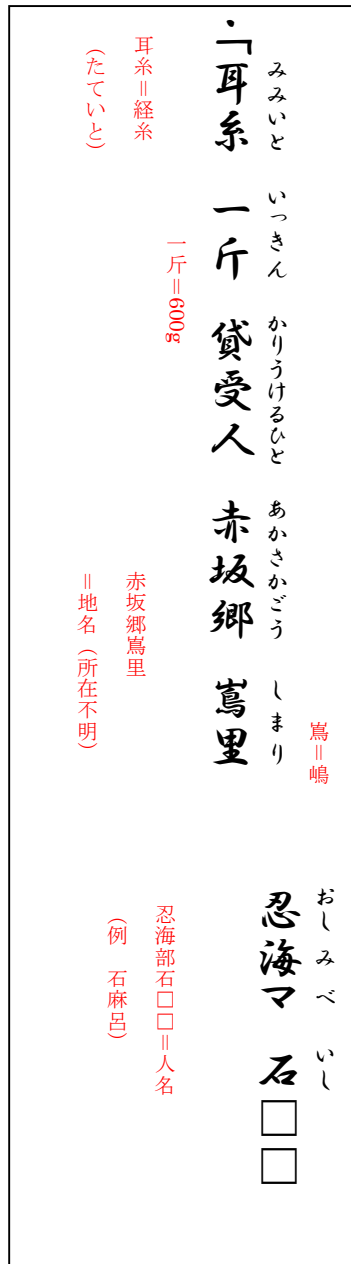 嶌＝嶋
みみいと　いっきん　かりうけるひと　あかさかごう　しまり
・「耳糸　一斤　貸受人　赤坂郷　嶌里
おしみべ　いし
忍海マ　石□□
一斤＝600g
耳糸＝経糸
（たていと）
赤坂郷嶌里
＝地名（所在不明）
忍海部石□□＝人名
（例　石麻呂）